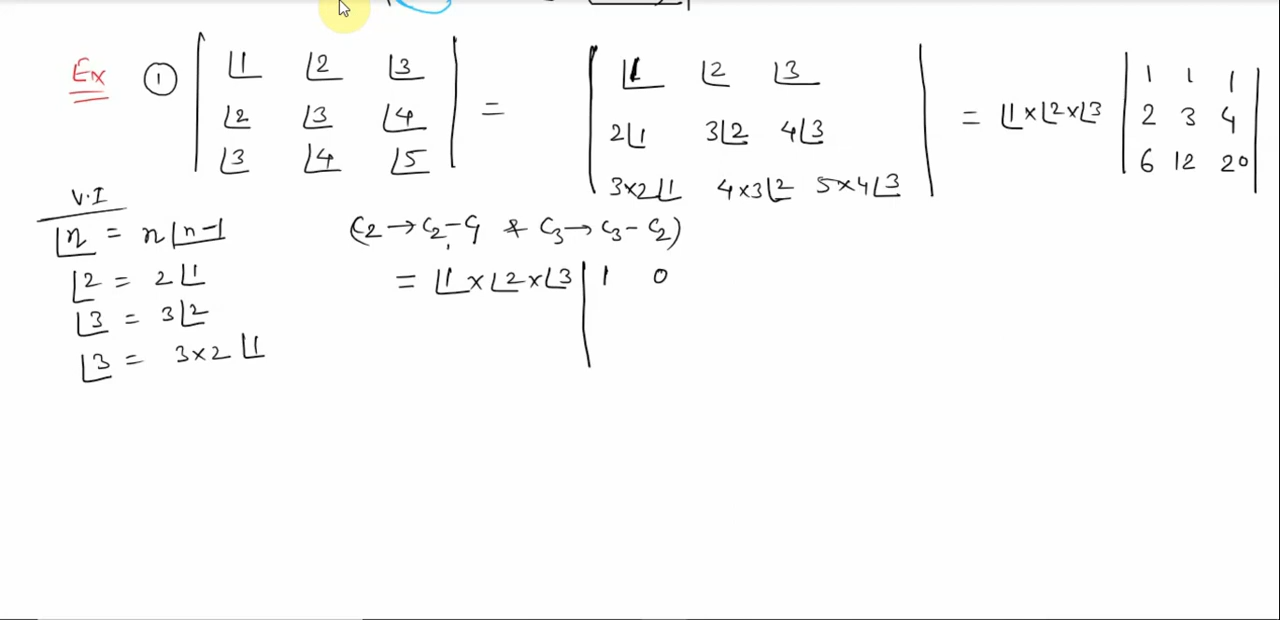 Ex ① | ⌊1 ⌊2 ⌊3 | = | ⌊1 ⌊2 ⌊3 | = ⌊1 × ⌊2 × ⌊3 | 1 1 1 |
| ⌊2 ⌊3 ⌊4 | | 2⌊1 3⌊2 4⌊3 | | 2 3 4 |
| ⌊3 ⌊4 ⌊5 | | 3×2⌊1 4×3⌊2 5×4⌊3 | | 6 12 20 |
V.I
⌊n = n⌊n-1 (C2 → C2 - C1 & C3 → C3 - C2)
⌊2 = 2⌊1 = ⌊1 × ⌊2 × ⌊3 | 1 0
⌊3 = 3⌊2
⌊3 = 3×2 ⌊1